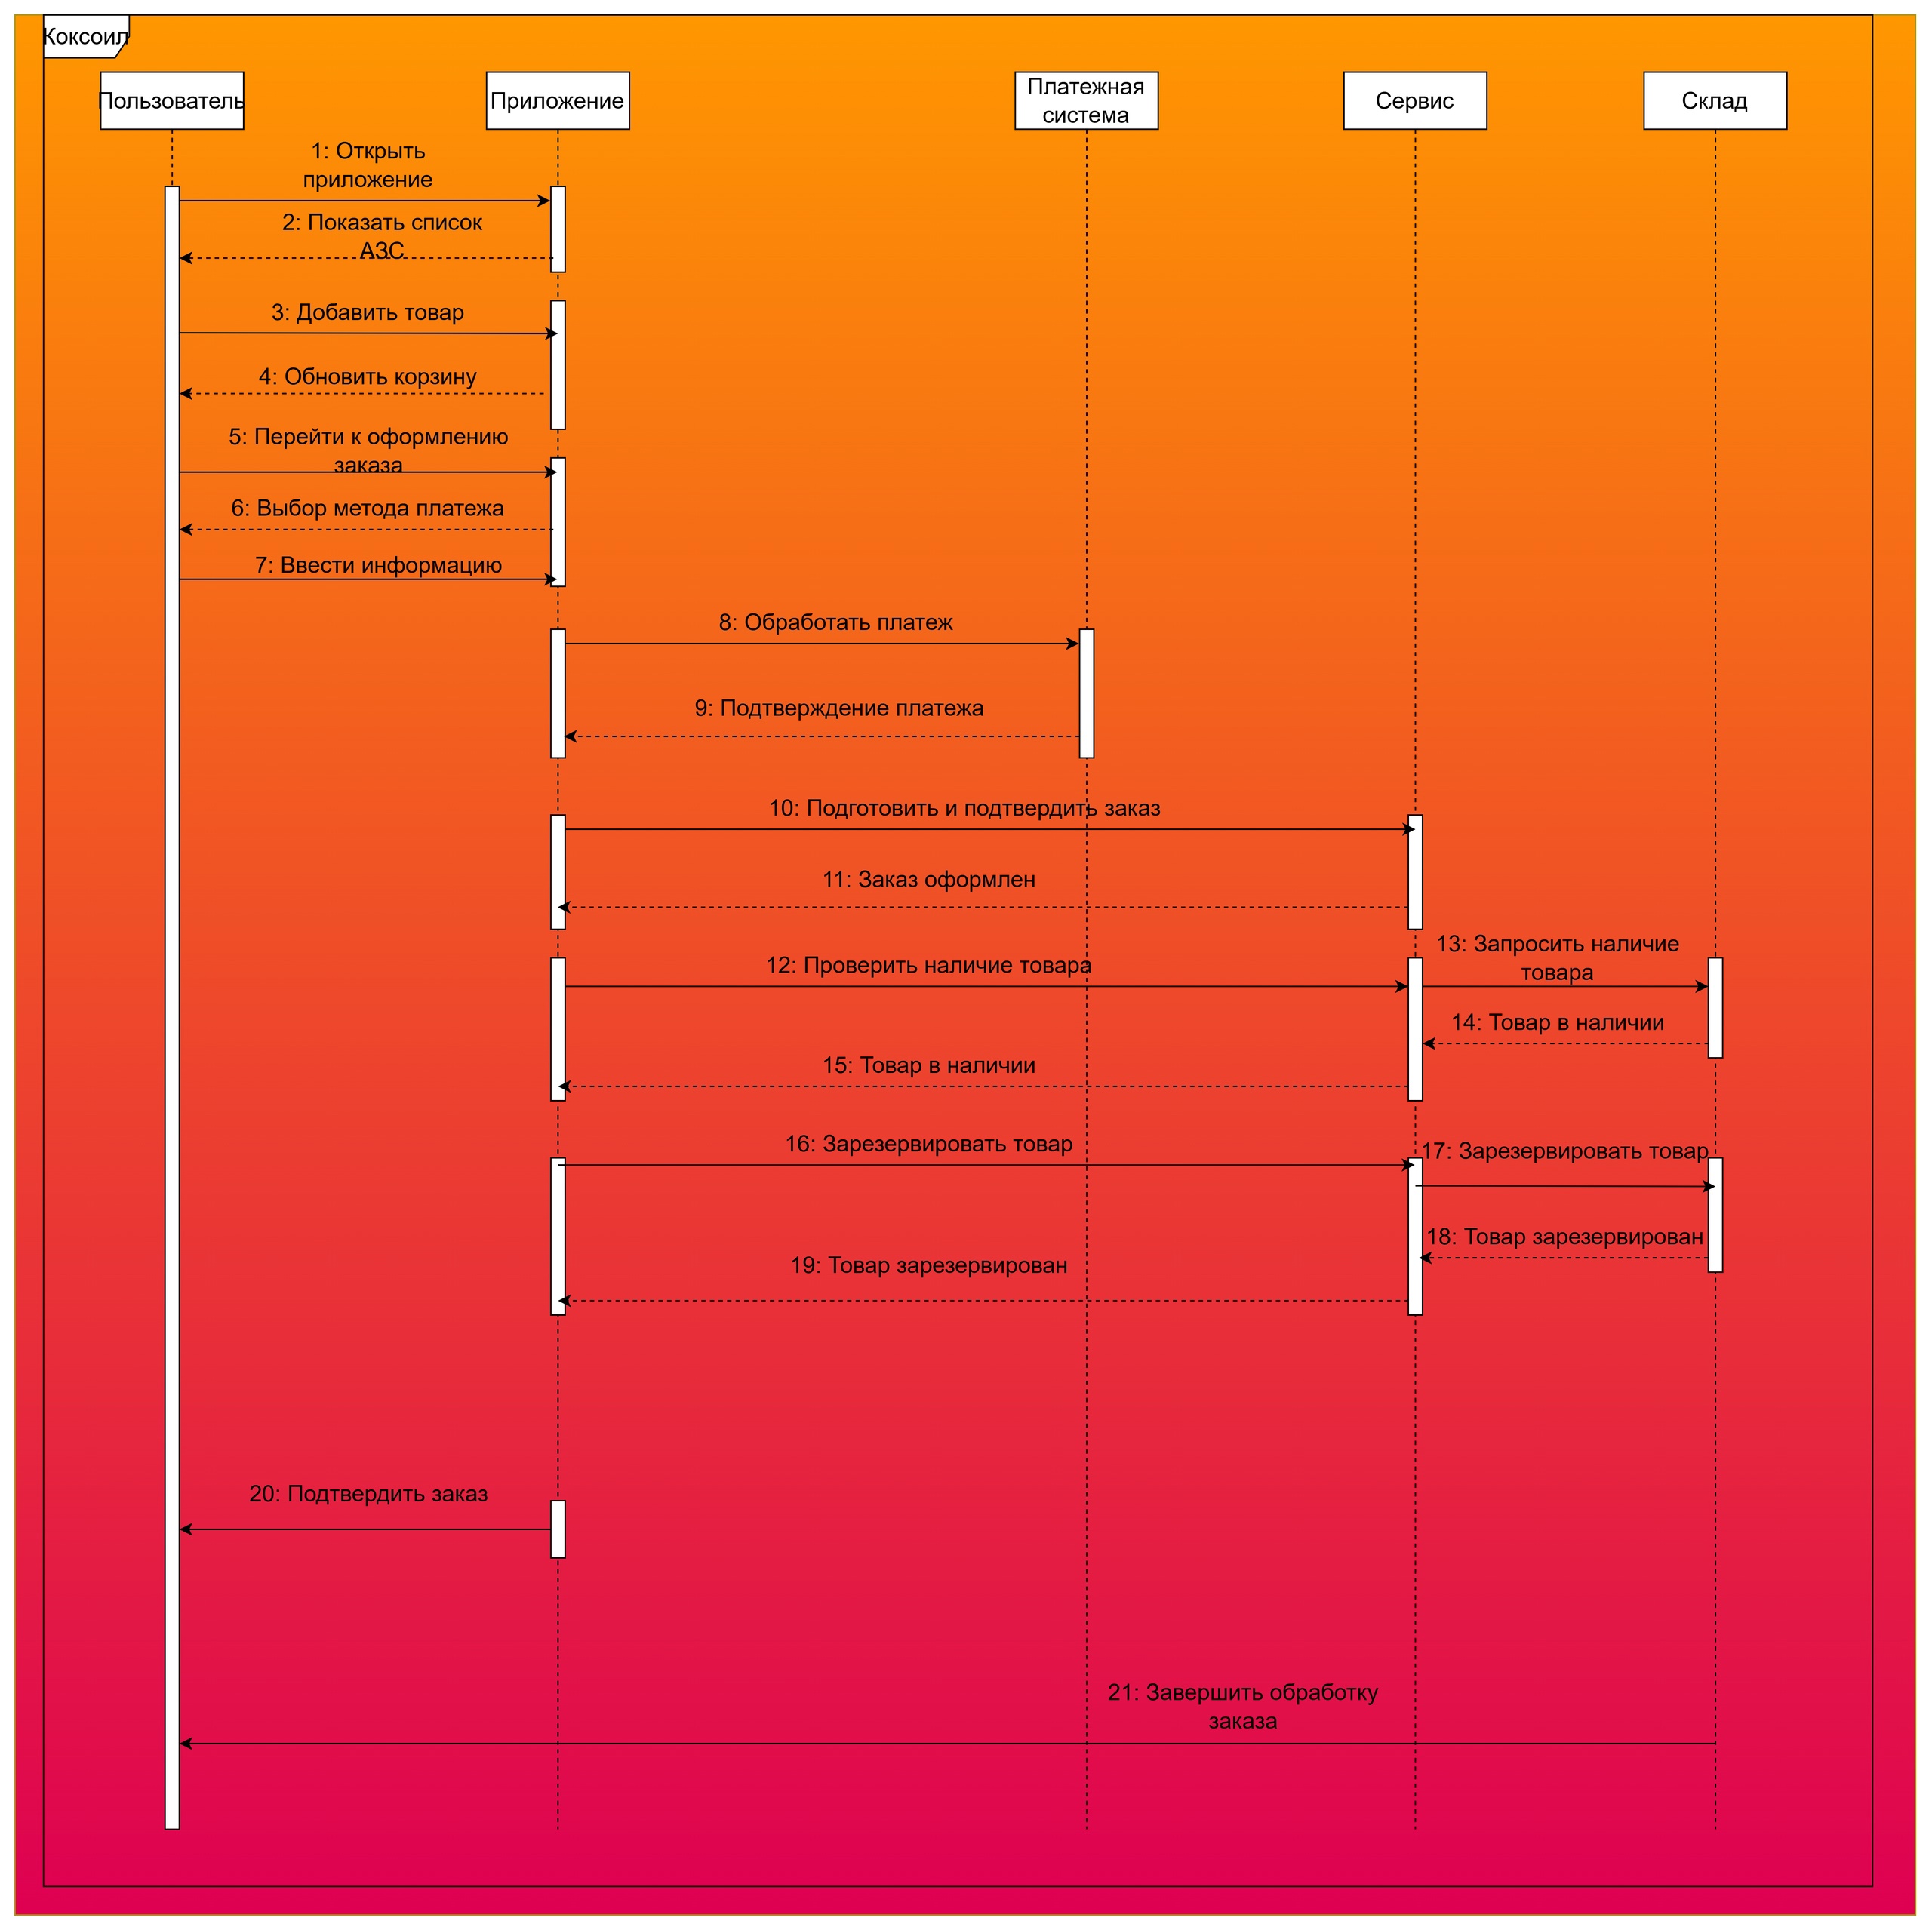 Коксоил
Пользователь
Приложение
Платежная
система
Сервис
Склад
1: Открыть
приложение
2: Показать список
АЗС
3: Добавить товар
4: Обновить корзину
5: Перейти к оформлению
заказа
6: Выбор метода платежа
7: Ввести информацию
8: Обработать платеж
9: Подтверждение платежа
10: Подготовить и подтвердить заказ
11: Заказ оформлен
12: Проверить наличие товара
13: Запросить наличие
товара
14: Товар в наличии
15: Товар в наличии
16: Зарезервировать товар
17: Зарезервировать товар
18: Товар зарезервирован
19: Товар зарезервирован
20: Подтвердить заказ
21: Завершить обработку
заказа